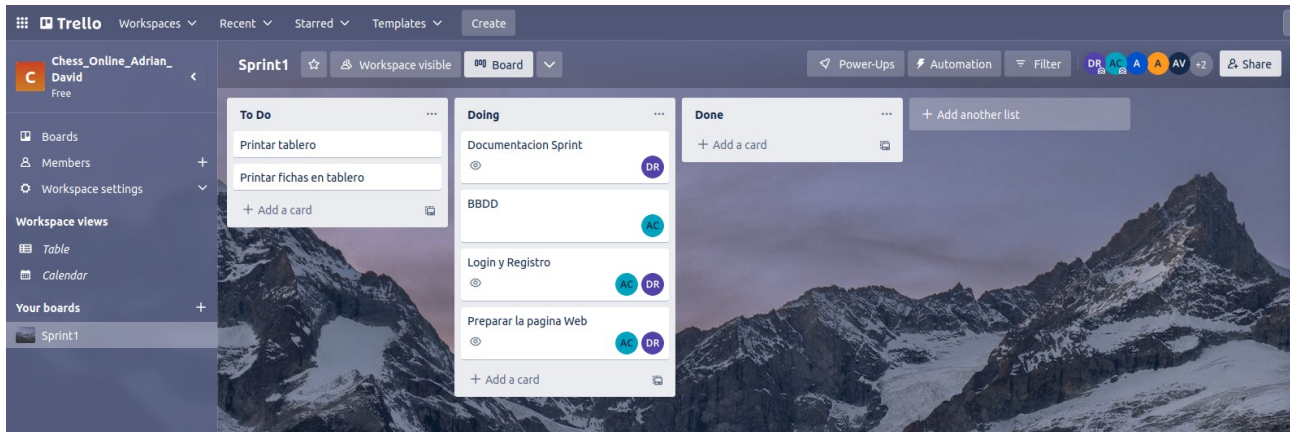 Trello Workspaces Recent Starred Templates Create
C
Chess_Online_Adrian_
David
Free
Boards
Members
Workspace settings
Workspace views
Table
Calendar
Your boards
Sprint1
Sprint1 Workspace visible Board Power-Ups Automation Filter DR AC A A AV +2 Share
To Do
Printar tablero
Printar fichas en tablero
+ Add a card
Doing
Documentacion Sprint
DR
BBDD
AC
Login y Registro
AC DR
Preparar la pagina Web
AC DR
+ Add a card
Done
+ Add a card
+ Add another list